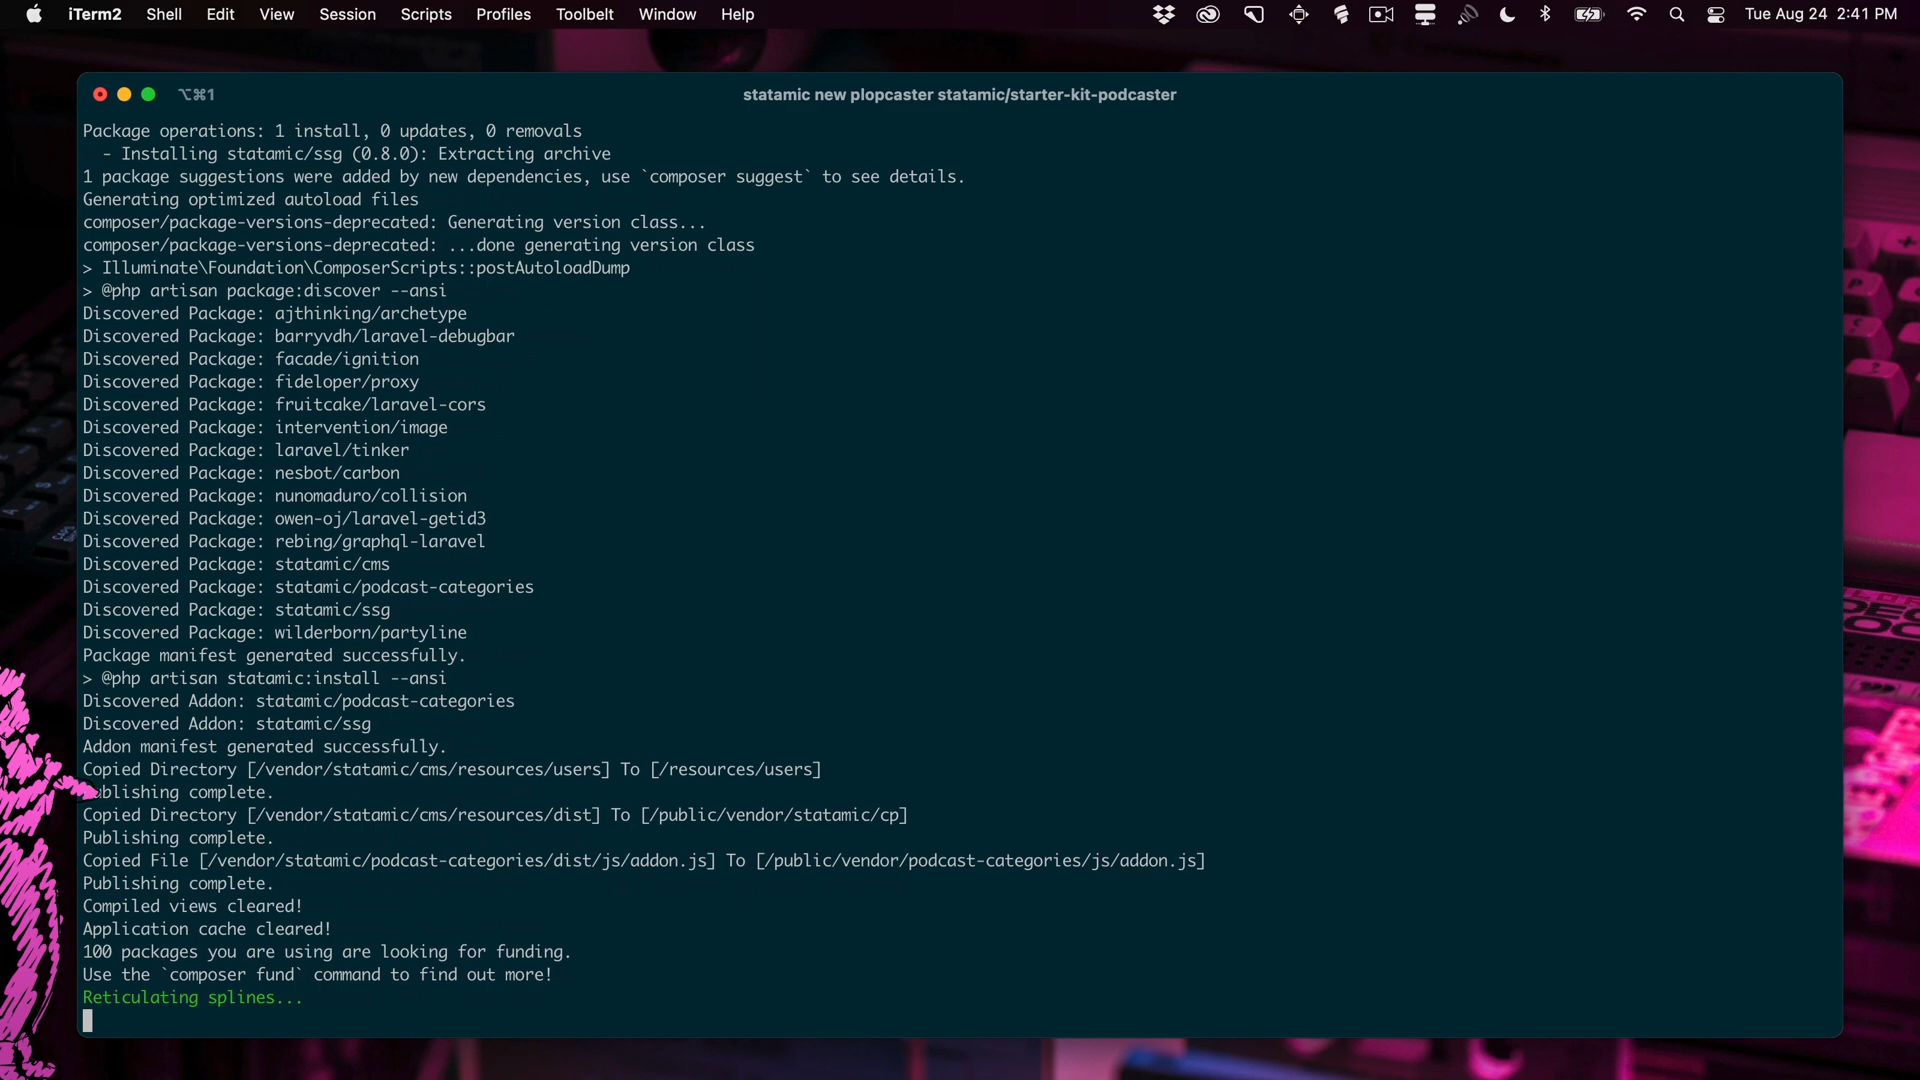 iTerm2 Shell Edit View Session Scripts Profiles Toolbelt Window Help Tue Aug 24 2:41 PM
⌥⌘1 statamic new plopcaster statamic/starter-kit-podcaster
Package operations: 1 install, 0 updates, 0 removals
- Installing statamic/ssg (0.8.0): Extracting archive
1 package suggestions were added by new dependencies, use `composer suggest` to see details.
Generating optimized autoload files
composer/package-versions-deprecated: Generating version class...
composer/package-versions-deprecated: ...done generating version class
> Illuminate\Foundation\ComposerScripts::postAutoloadDump
> @php artisan package:discover --ansi
Discovered Package: ajthinking/archetype
Discovered Package: barryvdh/laravel-debugbar
Discovered Package: facade/ignition
Discovered Package: fideloper/proxy
Discovered Package: fruitcake/laravel-cors
Discovered Package: intervention/image
Discovered Package: laravel/tinker
Discovered Package: nesbot/carbon
Discovered Package: nunomaduro/collision
Discovered Package: owen-oj/laravel-getid3
Discovered Package: rebing/graphql-laravel
Discovered Package: statamic/cms
Discovered Package: statamic/podcast-categories
Discovered Package: statamic/ssg
Discovered Package: wilderborn/partyline
Package manifest generated successfully.
> @php artisan statamic:install --ansi
Discovered Addon: statamic/podcast-categories
Discovered Addon: statamic/ssg
Addon manifest generated successfully.
Copied Directory [/vendor/statamic/cms/resources/users] To [/resources/users]
Publishing complete.
Copied Directory [/vendor/statamic/cms/resources/dist] To [/public/vendor/statamic/cp]
Publishing complete.
Copied File [/vendor/statamic/podcast-categories/dist/js/addon.js] To [/public/vendor/podcast-categories/js/addon.js]
Publishing complete.
Compiled views cleared!
Application cache cleared!
100 packages you are using are looking for funding.
Use the `composer fund` command to find out more!
Reticulating splines...